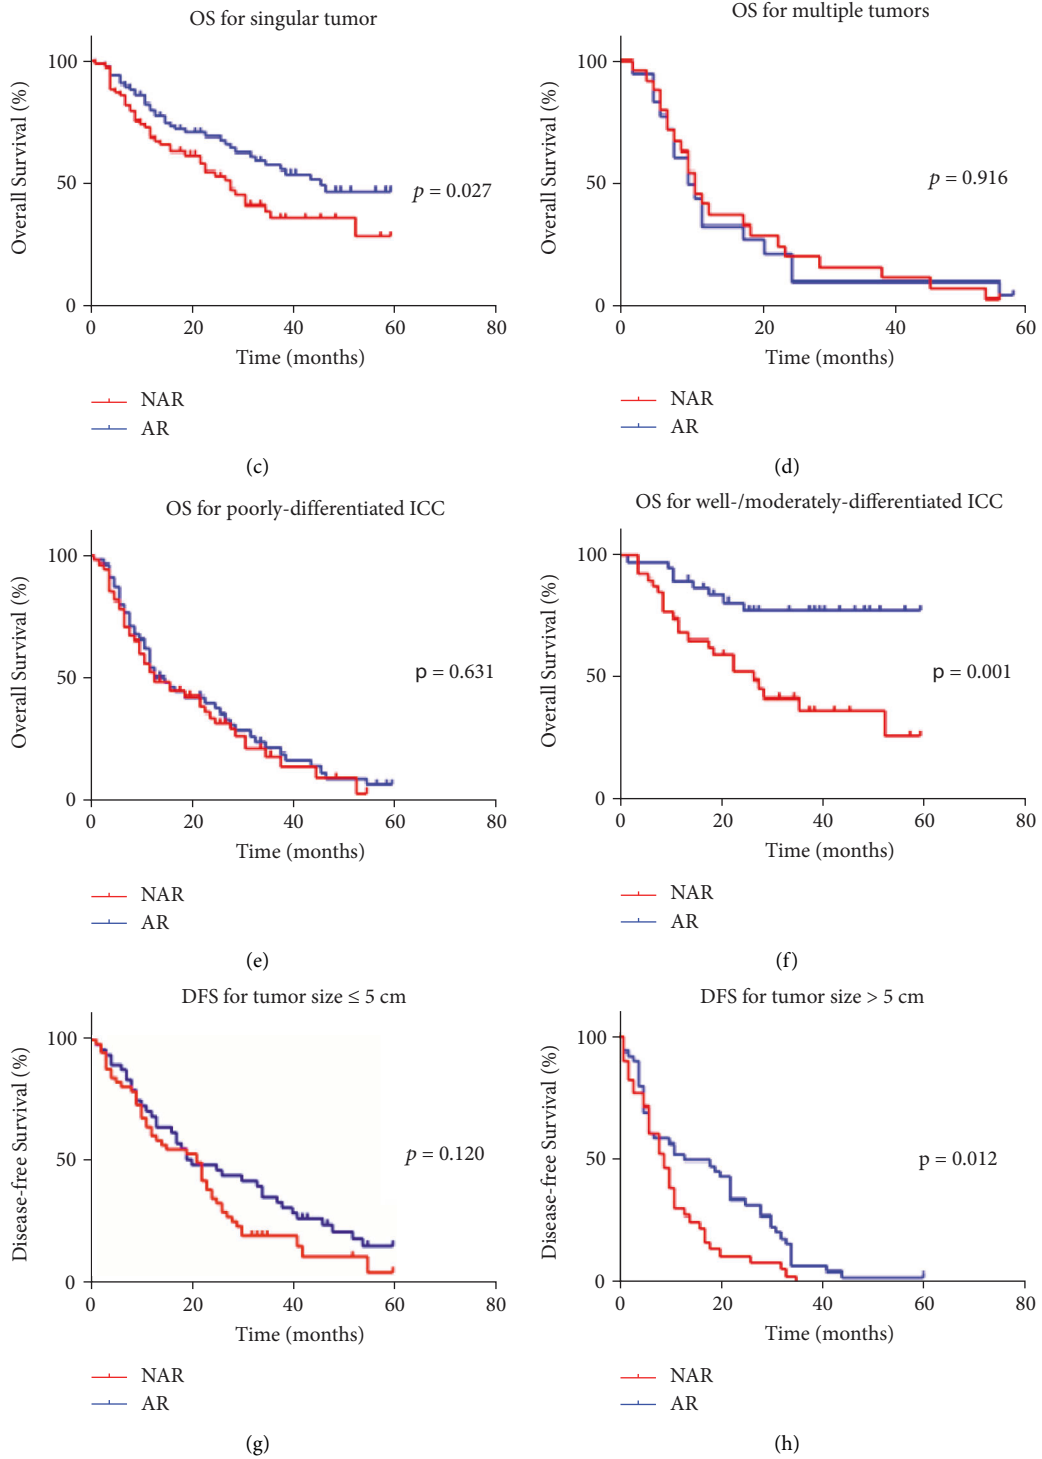 OS for singular tumor
Overall Survival (%)
100
50
0
p = 0.027
0 20 40 60 80
Time (months)
NAR
AR
(c)
OS for multiple tumors
Overall Survival (%)
100
50
0
p = 0.916
0 20 40 60
Time (months)
NAR
AR
(d)
OS for poorly-differentiated ICC
Overall Survival (%)
100
50
0
p = 0.631
0 20 40 60 80
Time (months)
NAR
AR
(e)
OS for well-/moderately-differentiated ICC
Overall Survival (%)
100
50
0
p = 0.001
0 20 40 60 80
Time (months)
NAR
AR
(f)
DFS for tumor size ≤ 5 cm
Disease-free Survival (%)
100
50
0
p = 0.120
0 20 40 60 80
Time (months)
NAR
AR
(g)
DFS for tumor size > 5 cm
Disease-free Survival (%)
100
50
0
p = 0.012
0 20 40 60 80
Time (months)
NAR
AR
(h)